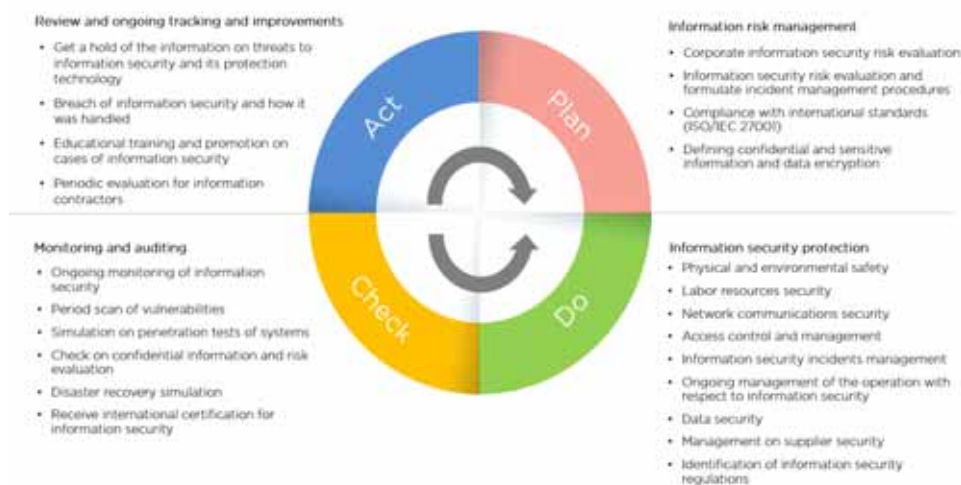 Review and ongoing tracking and improvements
• Get a hold of the information on threats to
information security and its protection
technology
• Breach of information security and how it
was handled
• Educational training and promotion on
cases of information security
• Periodic evaluation for information
contractors
Information risk management
• Corporate information security risk evaluation
• Information security risk evaluation and
formulate incident management procedures
• Compliance with international standards
(ISO/IEC 27001)
• Defining confidential and sensitive
information and data encryption
Act
Plan
Check
Do
Monitoring and auditing
• Ongoing monitoring of information
security
• Period scan of vulnerabilities
• Simulation on penetration tests of systems
• Check on confidential information and risk
evaluation
• Disaster recovery simulation
• Receive international certification for
information security
Information security protection
• Physical and environmental safety
• Labor resources security
• Network communications security
• Access control and management
• Information security incidents management
• Ongoing management of the operation with
respect to information security
• Data security
• Management on supplier security
• Identification of information security
regulations